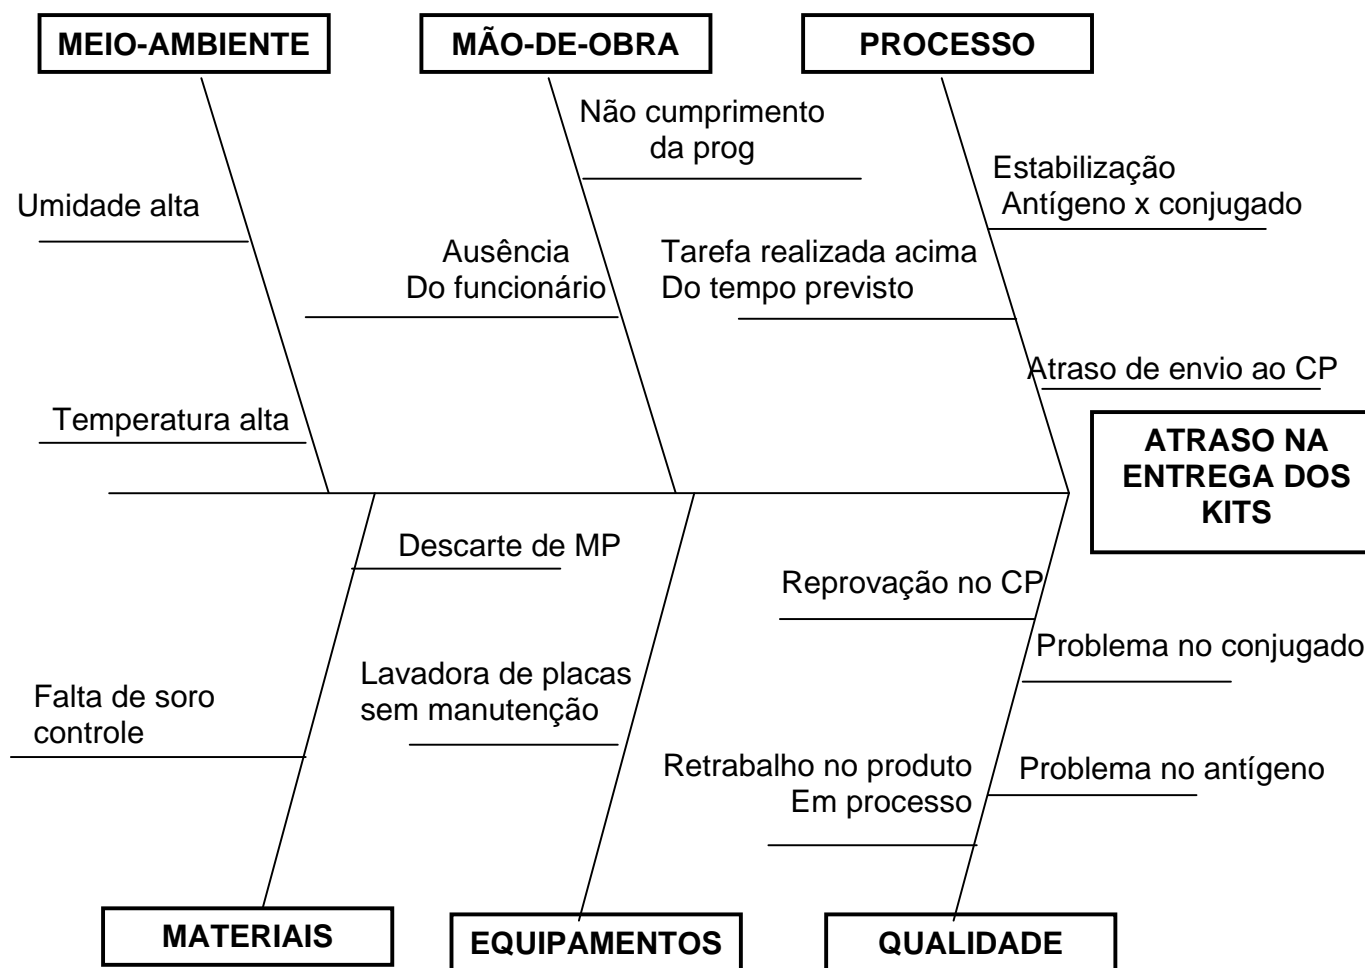 MEIO-AMBIENTE
MÃO-DE-OBRA
PROCESSO
Não cumprimento
da prog
Estabilização
Antígeno x conjugado
Umidade alta
Ausência
Do funcionário
Tarefa realizada acima
Do tempo previsto
Atraso de envio ao CP
Temperatura alta
ATRASO NA
ENTREGA DOS
KITS
Descarte de MP
Reprovação no CP
Problema no conjugado
Falta de soro
controle
Lavadora de placas
sem manutenção
Retrabalho no produto
Em processo
Problema no antígeno
MATERIAIS
EQUIPAMENTOS
QUALIDADE